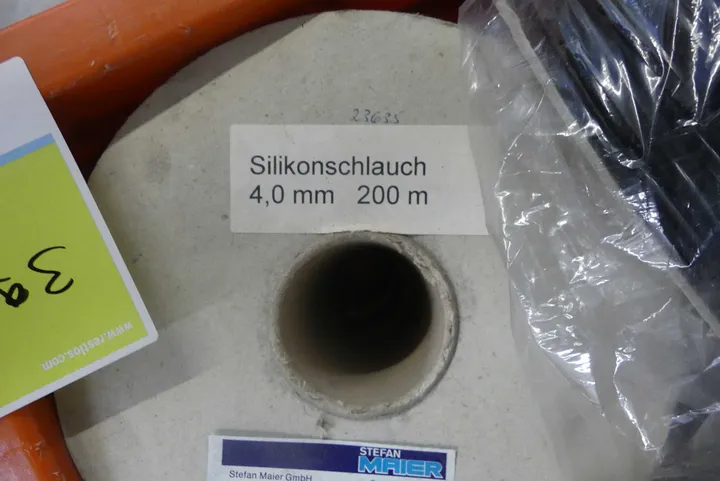 23635
Silikonschlauch
4,0 mm 200 m
www.restlos.com
STEFAN
MAIER
Stefan Maier GmbH